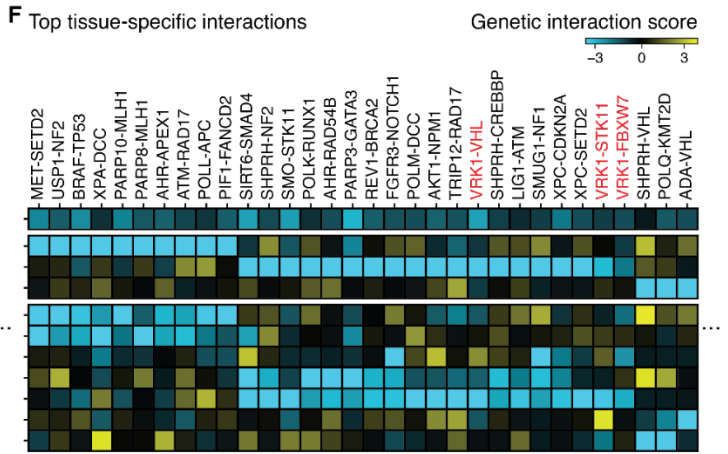 F
Top tissue-specific interactions
Genetic interaction score
−3 0 3
MET-SETD2
USP1-NF2
BRAF-TP53
XPA-DCC
PARP10-MLH1
PARP8-MLH1
AHR-APEX1
ATM-RAD17
POLL-APC
PIF1-FANCD2
SIRT6-SMAD4
SHPRH-NF2
SMO-STK11
POLK-RUNX1
AHR-RAD54B
PARP3-GATA3
REV1-BRCA2
FGFR3-NOTCH1
POLM-DCC
AKT1-NPM1
TRIP12-RAD17
VRK1-VHL
SHPRH-CREBBP
LIG1-ATM
SMUG1-NF1
XPC-CDKN2A
XPC-SETD2
VRK1-STK11
VRK1-FBXW7
SHPRH-VHL
POLQ-KMT2D
ADA-VHL